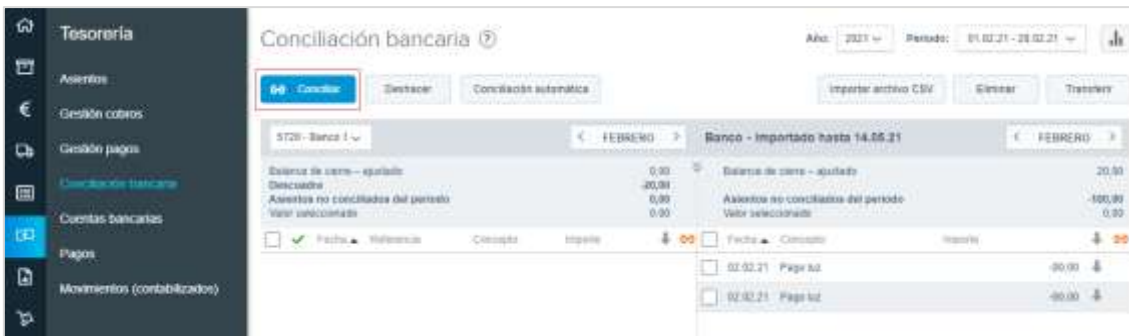 Tesorería
Asientos
Gestión cobros
Gestión pagos
Conciliación bancaria
Cuentas bancarias
Pagos
Movimientos (contabilizados)
Conciliación bancaria ?
Año: 2021 Periodo: 01.02.21 - 28.02.21
Conciliar Deshacer Conciliación automática Importar archivo CSV Eliminar Transferir
FEBRERO Banco - Importado hasta 14.05.21 FEBRERO
Balance de cierre – ajustado 0,00 Balance de cierre – ajustado 20,00
Descuadre -20,00
Asientos no conciliados del periodo 0,00 Asientos no conciliados del periodo -100,00
Valor seleccionado 0,00 Valor seleccionado 0,00
Fecha Referencia Concepto Importe Fecha Concepto Importe
02.02.21 Pago luz
02.02.21 Pago luz